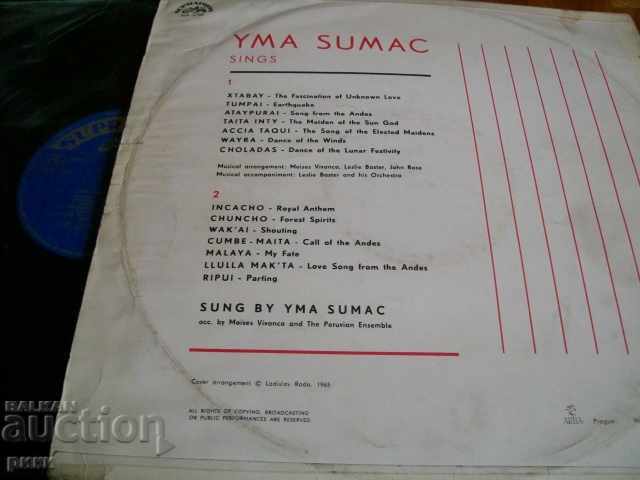 SUPRAPHON
YMA SUMAC
SINGS
1
XTABAY - The Fascination of Unknown Love
TUMPAI - Earthquake
ATAYPURAI - Song from the Andes
TAITA INTY - The Maiden of the Sun God
ACCIA TAQUI - The Song of the Elected Maidens
WAYRA - Dance of the Winds
CHOLADAS - Dance of the Lunar Festivity
Musical arrangement: Moises Vivanco, Leslie Baxter, John Rose
Musical accompaniment: Leslie Baxter and his Orchestra
2
INCACHO - Royal Anthem
CHUNCHO - Forest Spirits
WAK'AI - Shouting
CUMBE-MAITA - Call of the Andes
MALAYA - My Fate
LLULLA MAK'TA - Love Song from the Andes
RIPUI - Parting
SUNG BY YMA SUMAC
acc. by Moises Vivanco and The Peruvian Ensemble
Cover arrangement © Ladislav Rada, 1965
ALL RIGHTS OF COPYING, BROADCASTING
OR PUBLIC PERFORMANCES ARE RESERVED.
ARTIA
Prague
SUPR
BALKAN
auction